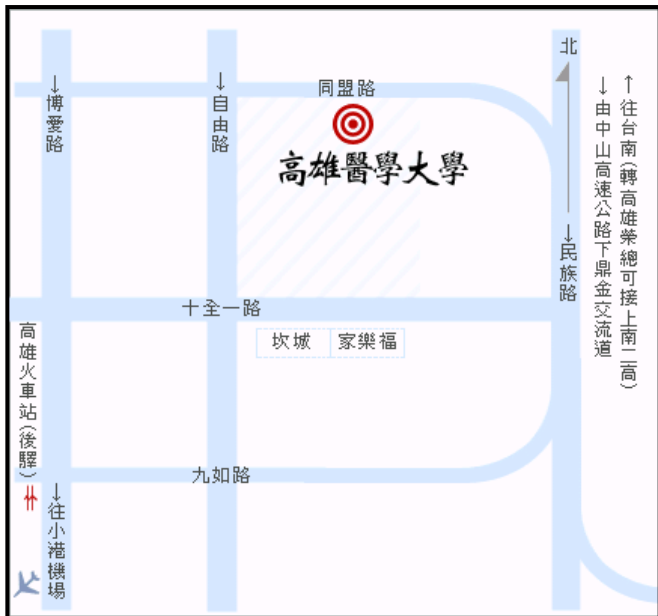 同盟路
北
↓博愛路
↓自由路
高雄醫學大學
↓民族路
↑往台南(轉高雄榮總可接上南二高)
↓由中山高速公路下鼎金交流道
十全一路
坎城
家樂福
高雄火車站(後驛)
九如路
↓往小港機場